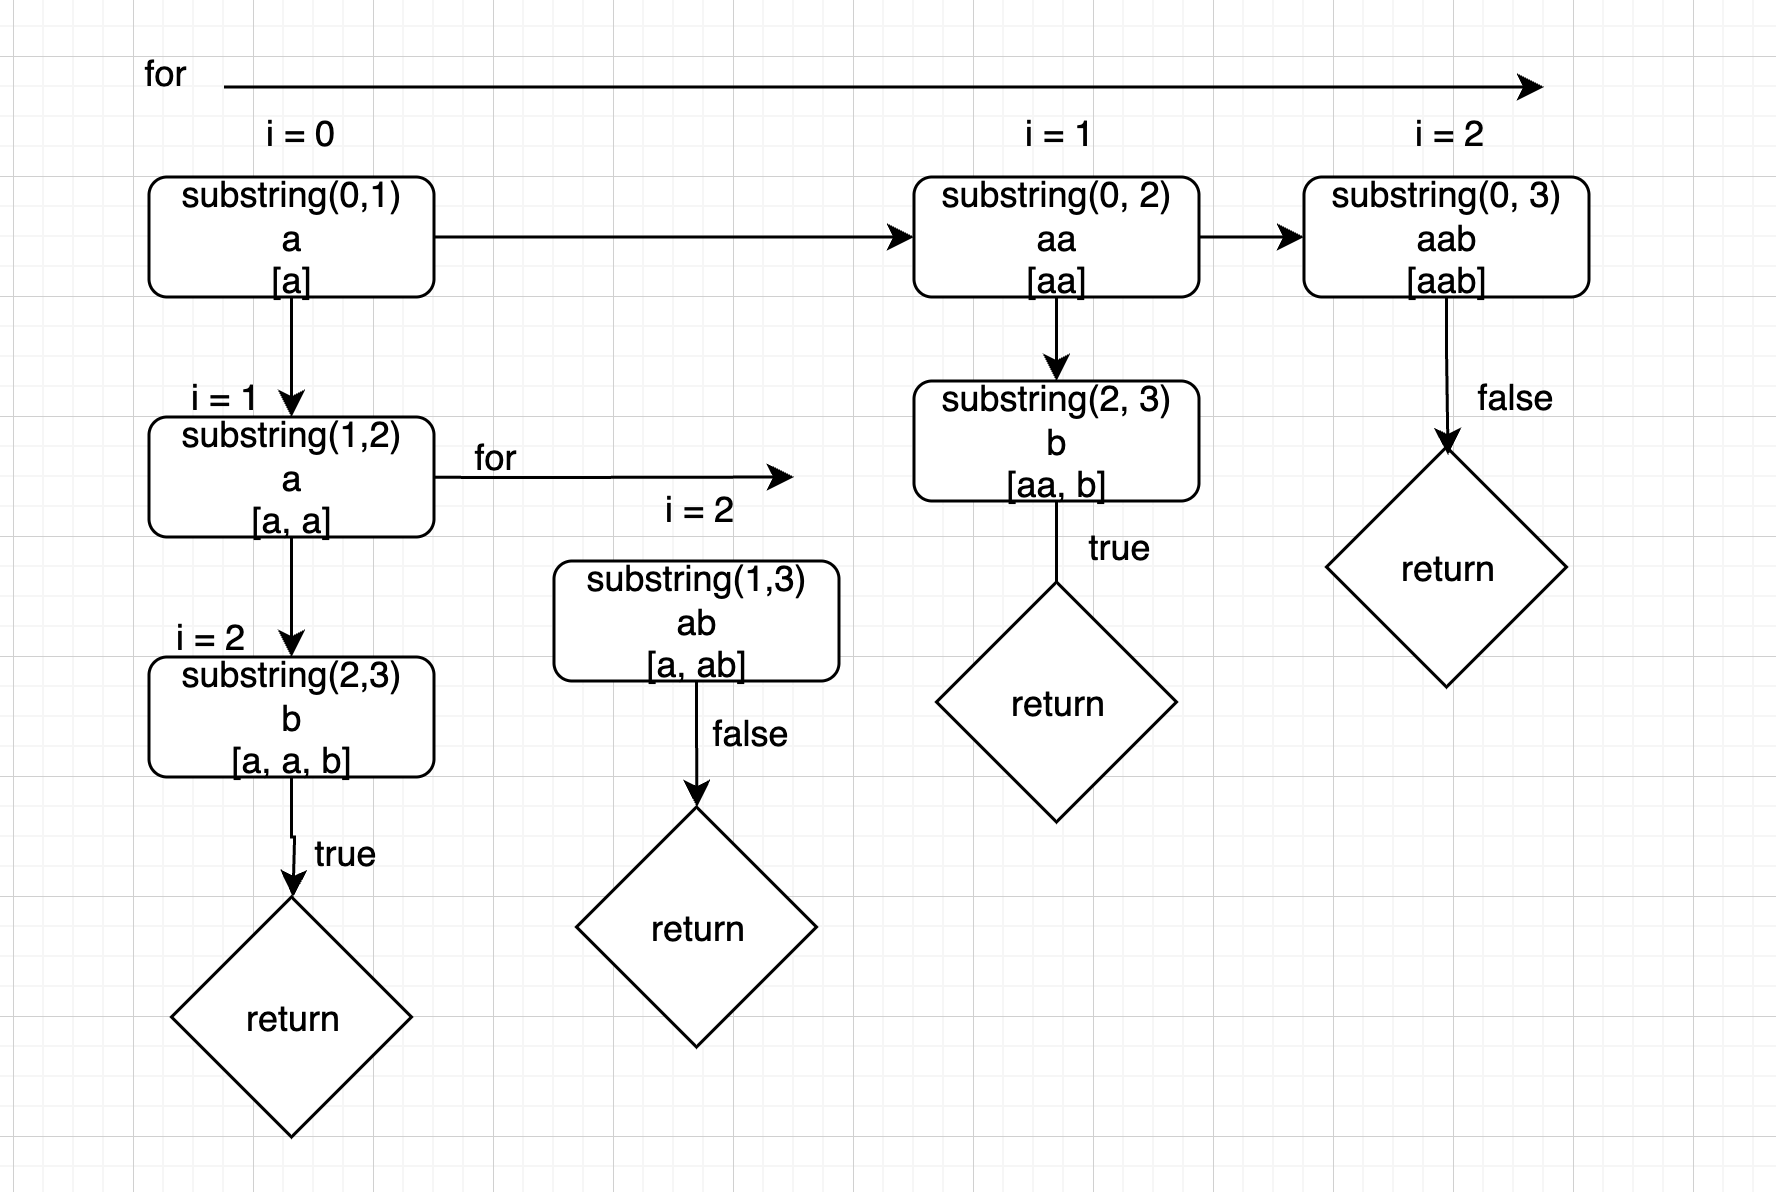 for
i = 0
i = 1
i = 2
substring(0,1)
a
[a]
substring(0, 2)
aa
[aa]
substring(0, 3)
aab
[aab]
i = 1
substring(1,2)
a
[a, a]
for
i = 2
substring(2, 3)
b
[aa, b]
true
return
false
return
substring(1,3)
ab
[a, ab]
false
return
i = 2
substring(2,3)
b
[a, a, b]
true
return